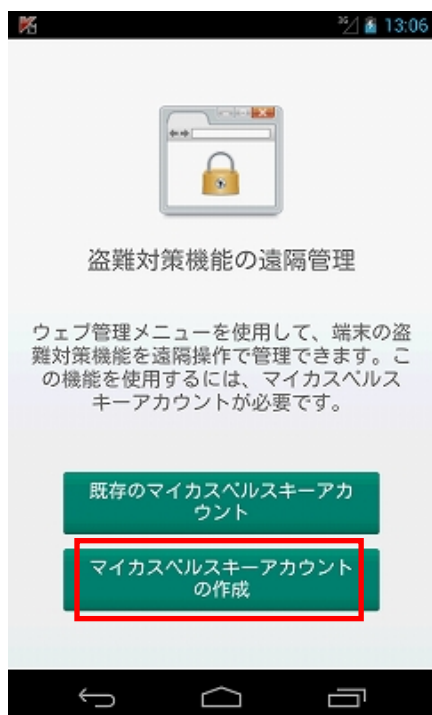 3G 13:06
盗難対策機能の遠隔管理
ウェブ管理メニューを使用して、端末の盗
難対策機能を遠隔操作で管理できます。こ
の機能を使用するには、マイカスペルス
キーアカウントが必要です。
既存のマイカスペルスキーアカ
ウント
マイカスペルスキーアカウント
の作成